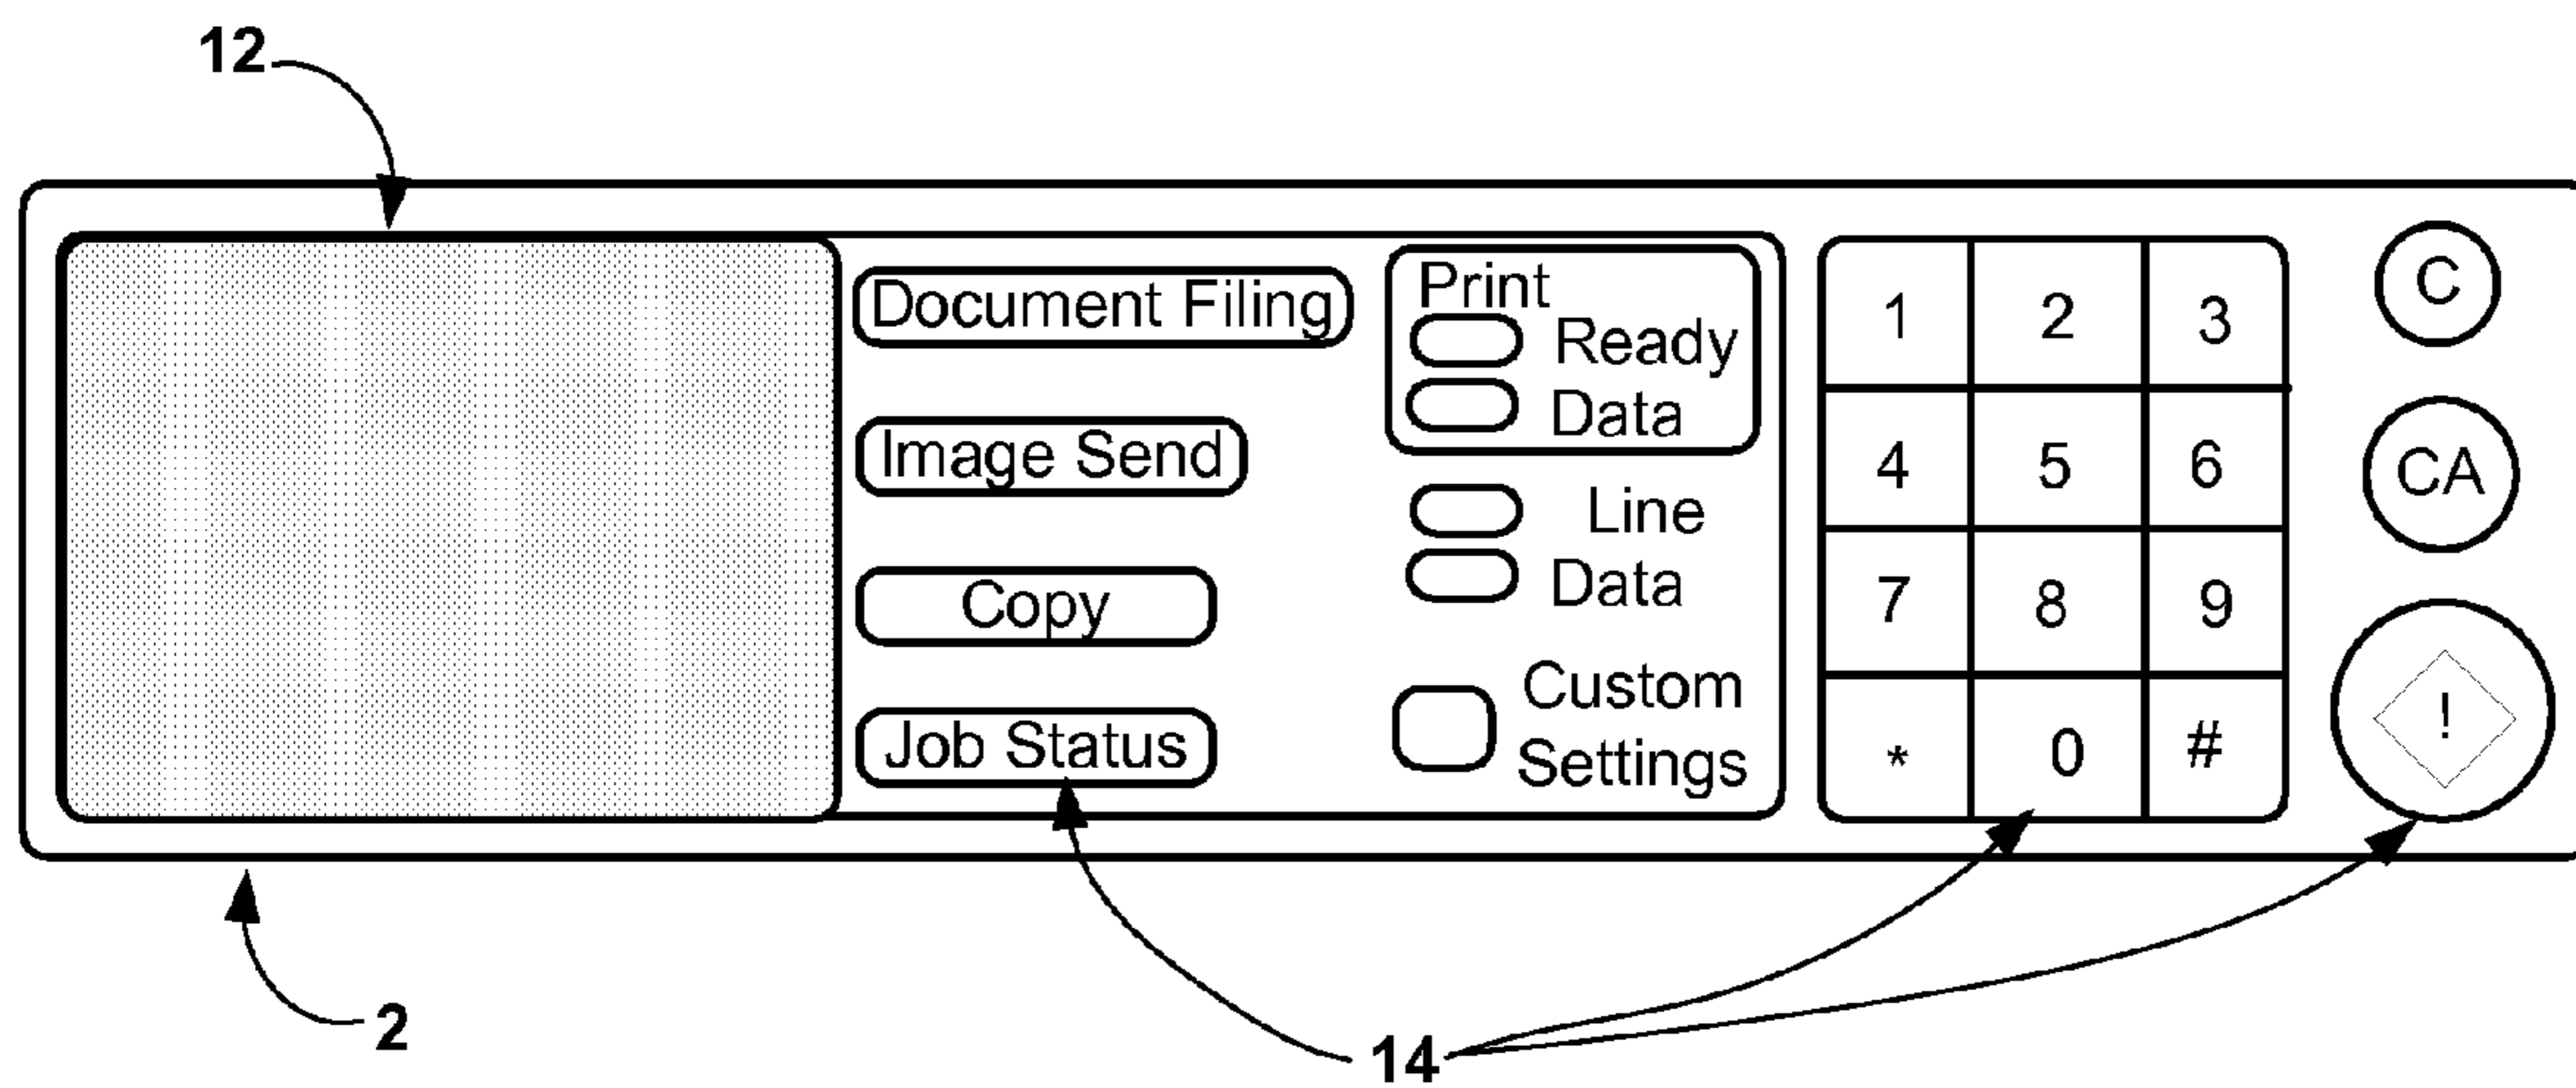 12
Document Filing
Image Send
Copy
Job Status
Print
Ready
Data
Line
Data
Custom
Settings
1 2 3
4 5 6
7 8 9
* 0 #
C
CA
!
2
14